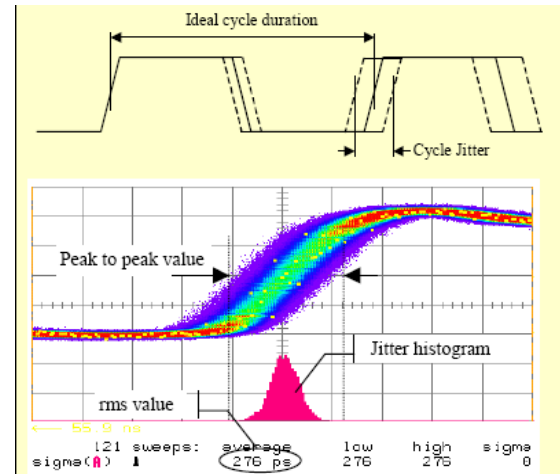 Ideal cycle duration
Cycle Jitter
Peak to peak value
Jitter histogram
rms value
← 55.9 ns
121 sweeps: average low high sigma
sigma(A) 276 ps 276 276 0